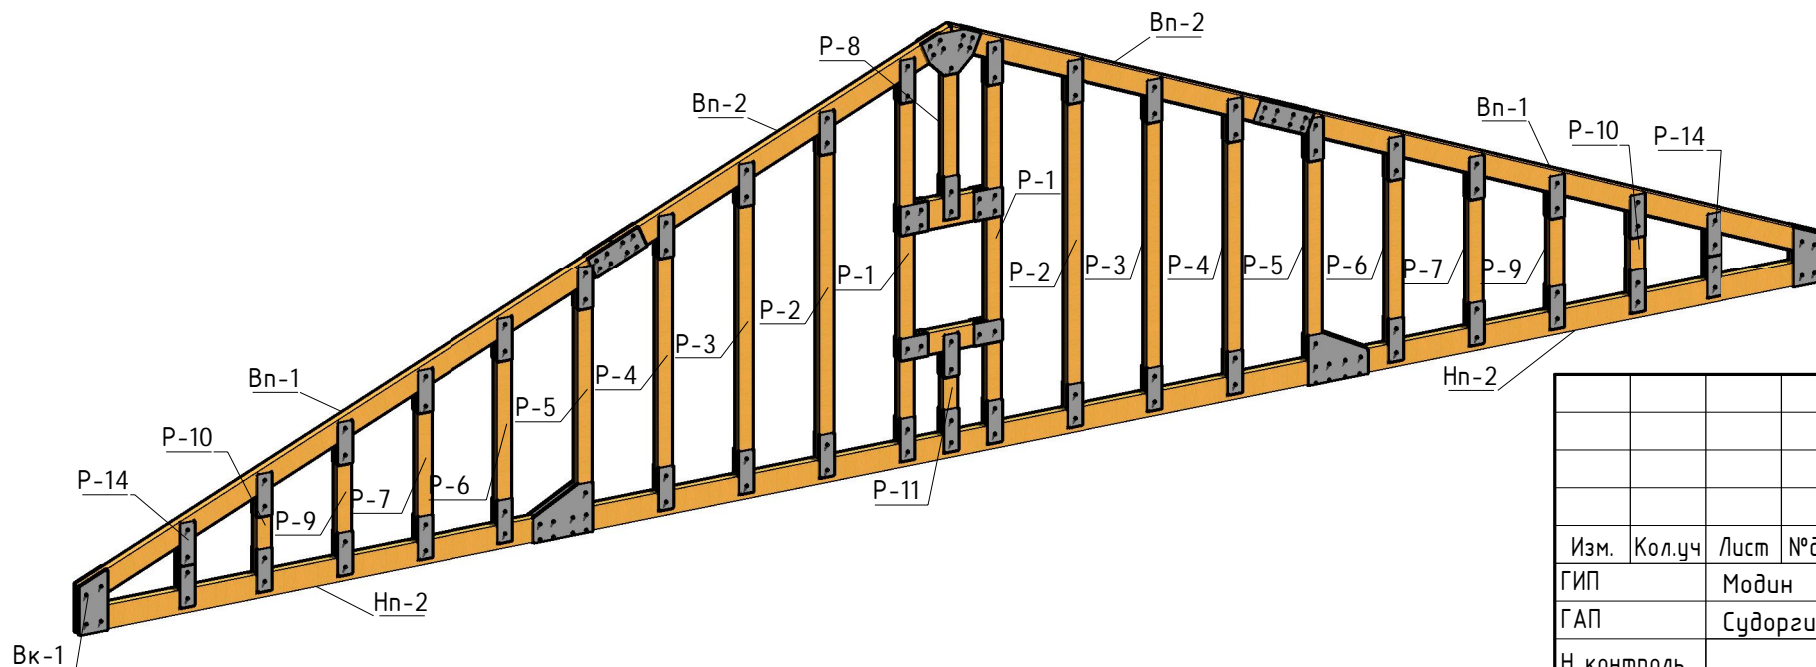 Вп-2
Р-8
Вп-2
Вп-1
Р-10
Р-14
Р-1
Р-1
Р-2
Р-3
Р-4
Р-5
Р-6
Р-7
Р-9
Р-2
Р-3
Р-4
Вп-1
Р-5
Нп-2
Р-10
Р-14
Р-9
Р-7
Р-6
Р-11
Нп-2
Вк-1
Изм. Кол.уч Лист
ГИП Модин
ГАП
Н.контроль